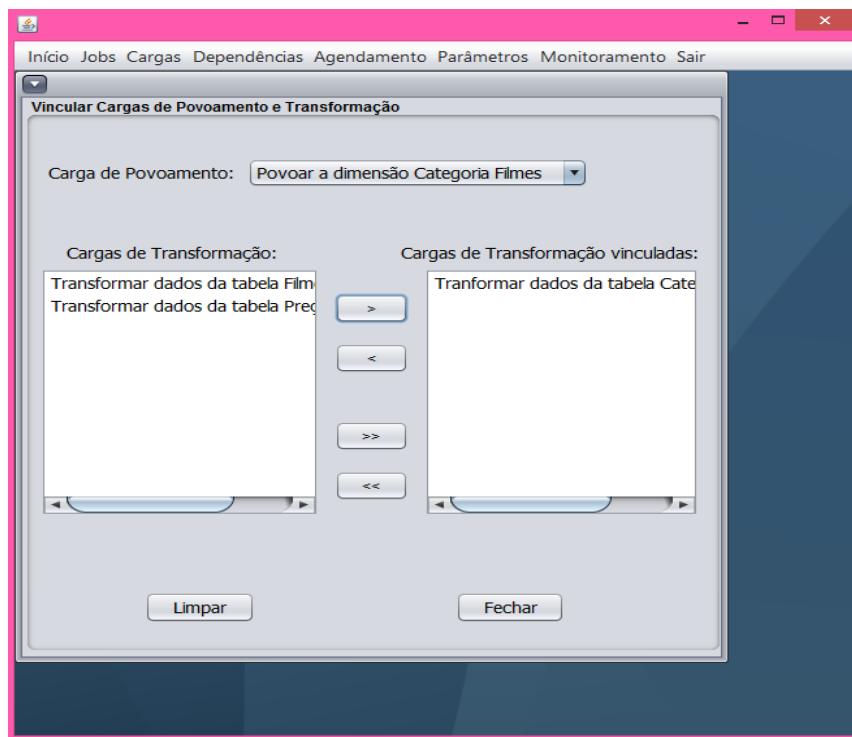 Início Jobs Cargas Dependências Agendamento Parâmetros Monitoramento Sair
Vincular Cargas de Povoamento e Transformação
Carga de Povoamento: Povoar a dimensão Categoria Filmes
Cargas de Transformação: Cargas de Transformação vinculadas:
Transformar dados da tabela Film Tranformar dados da tabela Cate
Transformar dados da tabela Preç
>
<
>>
<<
Limpar Fechar